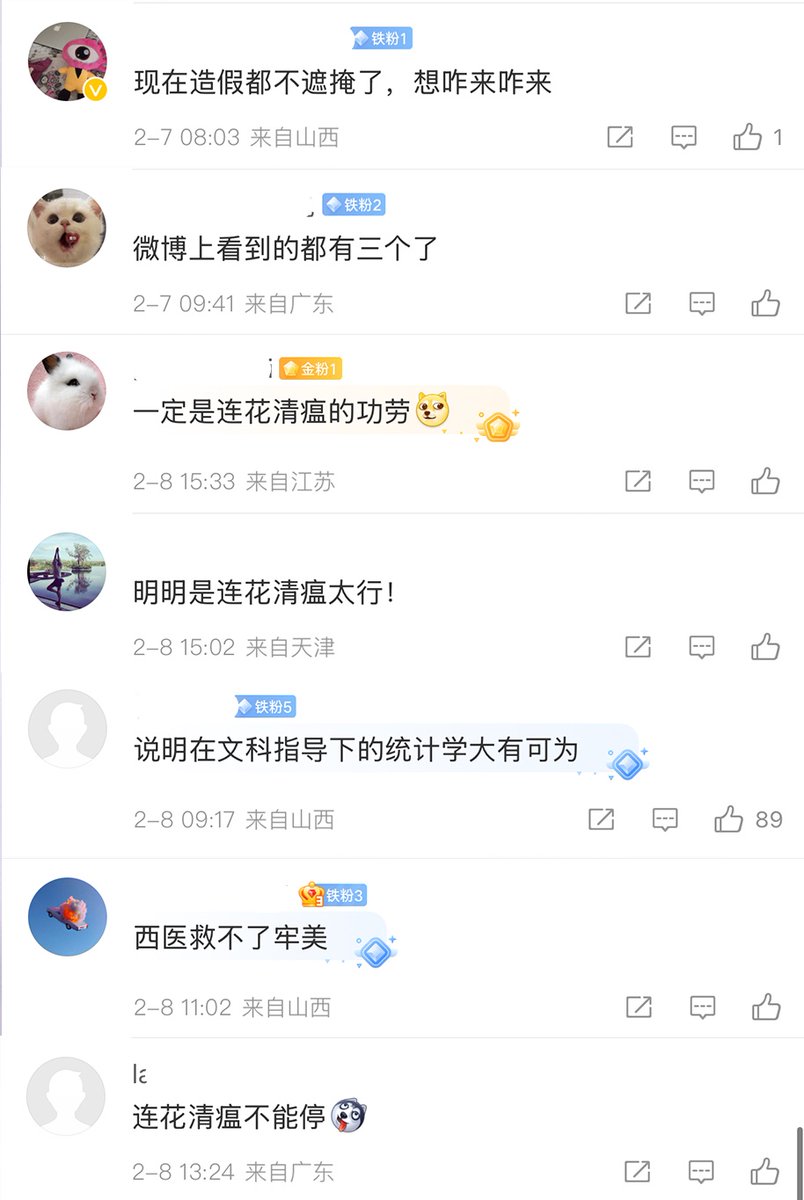 铁粉1
现在造假都不遮掩了，想咋来咋来
2-7 08:03 来自山西
1
铁粉2
微博上看到的都有三个了
2-7 09:41 来自广东
金粉1
一定是连花清瘟的功劳
2-8 15:33 来自江苏
明明是连花清瘟太行！
2-8 15:02 来自天津
铁粉5
说明在文科指导下的统计学大有可为
2-8 09:17 来自山西
89
3 铁粉3
西医救不了牢美
2-8 11:02 来自山西
连花清瘟不能停
2-8 13:24 来自广东